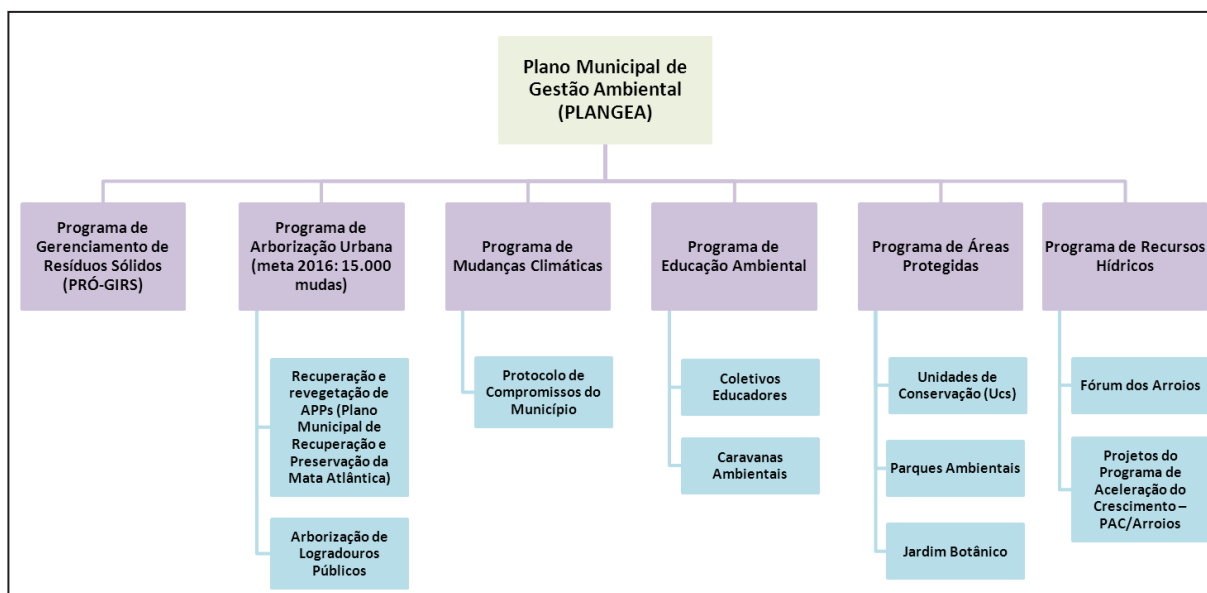 Plano Municipal de
Gestão Ambiental
(PLANGEA)
Programa de
Gerenciamento de
Resíduos Sólidos
(PRÓ-GIRS)
Programa de
Arborização Urbana
(meta 2016: 15.000
mudas)
Recuperação e
revegetação de
APPs (Plano
Municipal de
Recuperação e
Preservação da
Mata Atlântica)
Arborização de
Logradouros
Públicos
Programa de
Mudanças Climáticas
Protocolo de
Compromissos do
Município
Programa de
Educação Ambiental
Coletivos
Educadores
Caravanas
Ambientais
Programa de Áreas
Protegidas
Unidades de
Conservação (Ucs)
Parques Ambientais
Jardim Botânico
Programa de Recursos
Hídricos
Fórum dos Arroios
Projetos do
Programa de
Aceleração do
Crescimento –
PAC/Arroios